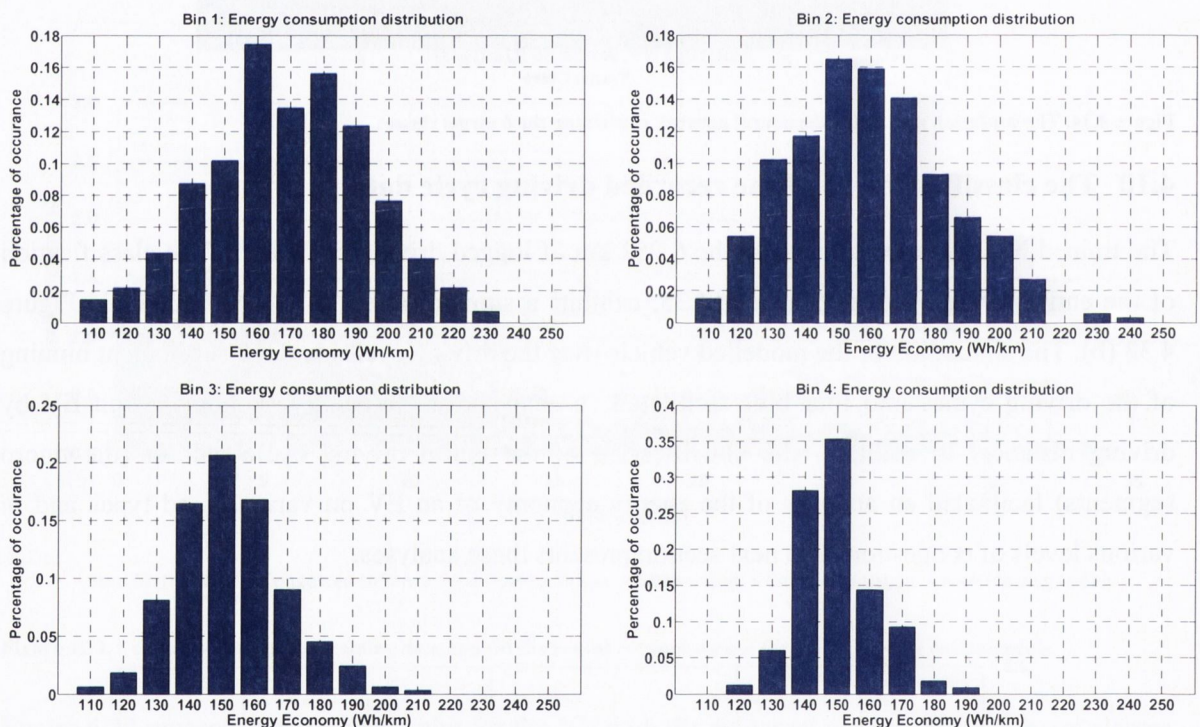 Bin 1: Energy consumption distribution
Percentage of occurance
0.18
0.16
0.14
0.12
0.1
0.08
0.06
0.04
0.02
0
110 120 130 140 150 160 170 180 190 200 210 220 230 240 250
Energy Economy (Wh/km)
Bin 2: Energy consumption distribution
Percentage of occurance
0.18
0.16
0.14
0.12
0.1
0.08
0.06
0.04
0.02
0
110 120 130 140 150 160 170 180 190 200 210 220 230 240 250
Energy Economy (Wh/km)
Bin 3: Energy consumption distribution
Percentage of occurance
0.25
0.2
0.15
0.1
0.05
0
110 120 130 140 150 160 170 180 190 200 210 220 230 240 250
Energy Economy (Wh/km)
Bin 4: Energy consumption distribution
Percentage of occurance
0.4
0.35
0.3
0.25
0.2
0.15
0.1
0.05
0
110 120 130 140 150 160 170 180 190 200 210 220 230 240 250
Energy Economy (Wh/km)